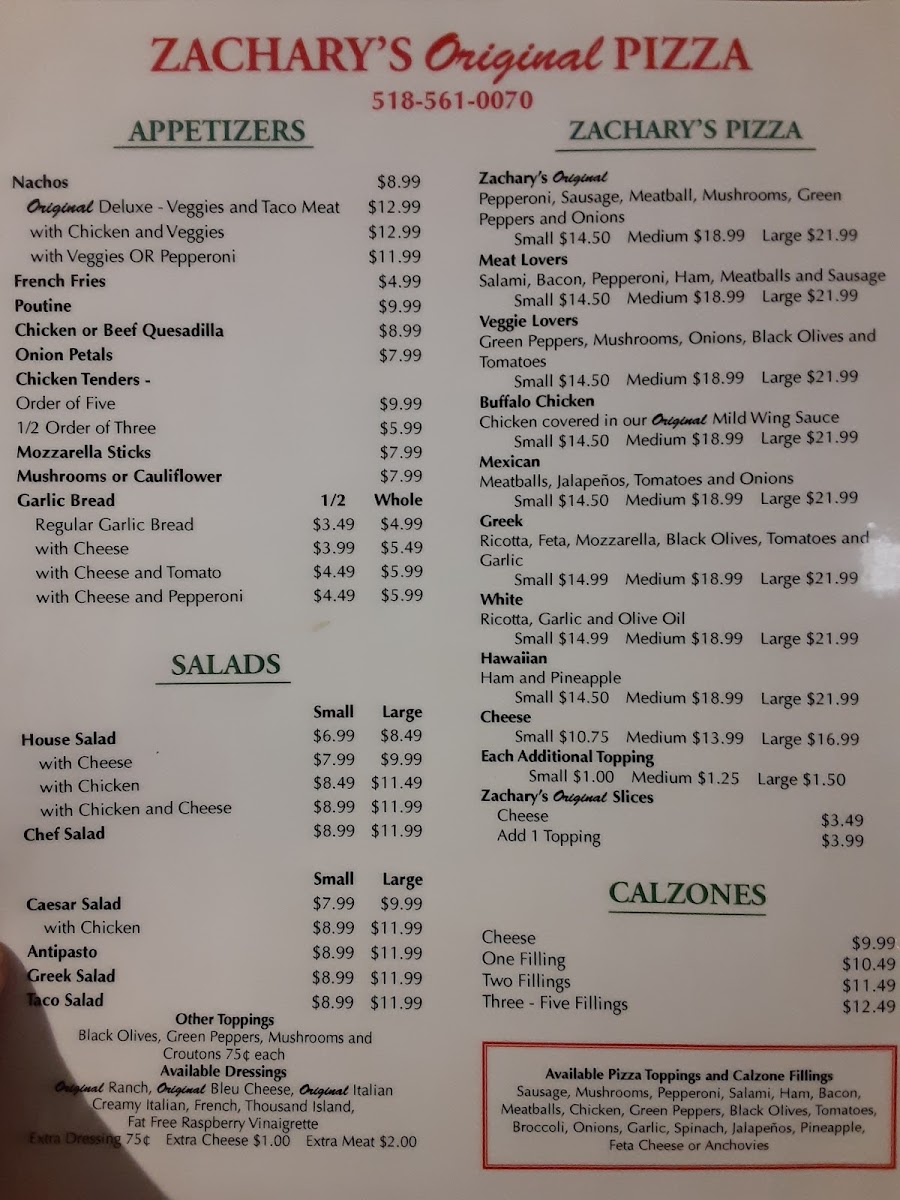 ZACHARY'S Original PIZZA
518-561-0070
APPETIZERS
Nachos $8.99
Original Deluxe - Veggies and Taco Meat $12.99
with Chicken and Veggies $12.99
with Veggies OR Pepperoni $11.99
French Fries $4.99
Poutine $9.99
Chicken or Beef Quesadilla $8.99
Onion Petals $7.99
Chicken Tenders -
Order of Five $9.99
1/2 Order of Three $5.99
Mozzarella Sticks $7.99
Mushrooms or Cauliflower $7.99
Garlic Bread 1/2 Whole
Regular Garlic Bread $3.49 $4.99
with Cheese $3.99 $5.49
with Cheese and Tomato $4.49 $5.99
with Cheese and Pepperoni $4.49 $5.99
SALADS
Small Large
House Salad $6.99 $8.49
with Cheese $7.99 $9.99
with Chicken $8.49 $11.49
with Chicken and Cheese $8.99 $11.99
Chef Salad $8.99 $11.99
Small Large
Caesar Salad $7.99 $9.99
with Chicken $8.99 $11.99
Antipasto $8.99 $11.99
Greek Salad $8.99 $11.99
Taco Salad $8.99 $11.99
Other Toppings
Black Olives, Green Peppers, Mushrooms and
Croutons 75¢ each
Available Dressings
Original Ranch, Original Bleu Cheese, Original Italian
Creamy Italian, French, Thousand Island,
Fat Free Raspberry Vinaigrette
Extra Dressing 75¢ Extra Cheese $1.00 Extra Meat $2.00
ZACHARY'S PIZZA
Zachary's Original
Pepperoni, Sausage, Meatball, Mushrooms, Green
Peppers and Onions
Small $14.50 Medium $18.99 Large $21.99
Meat Lovers
Salami, Bacon, Pepperoni, Ham, Meatballs and Sausage
Small $14.50 Medium $18.99 Large $21.99
Veggie Lovers
Green Peppers, Mushrooms, Onions, Black Olives and
Tomatoes
Small $14.50 Medium $18.99 Large $21.99
Buffalo Chicken
Chicken covered in our Original Mild Wing Sauce
Small $14.50 Medium $18.99 Large $21.99
Mexican
Meatballs, Jalapeños, Tomatoes and Onions
Small $14.50 Medium $18.99 Large $21.99
Greek
Ricotta, Feta, Mozzarella, Black Olives, Tomatoes and
Garlic
Small $14.99 Medium $18.99 Large $21.99
White
Ricotta, Garlic and Olive Oil
Small $14.99 Medium $18.99 Large $21.99
Hawaiian
Ham and Pineapple
Small $14.50 Medium $18.99 Large $21.99
Cheese
Small $10.75 Medium $13.99 Large $16.99
Each Additional Topping
Small $1.00 Medium $1.25 Large $1.50
Zachary's Original Slices
Cheese $3.49
Add 1 Topping $3.99
CALZONES
Cheese $9.99
One Filling $10.49
Two Fillings $11.49
Three - Five Fillings $12.49
Available Pizza Toppings and Calzone Fillings
Sausage, Mushrooms, Pepperoni, Salami, Ham, Bacon,
Meatballs, Chicken, Green Peppers, Black Olives, Tomatoes,
Broccoli, Onions, Garlic, Spinach, Jalapeños, Pineapple,
Feta Cheese or Anchovies